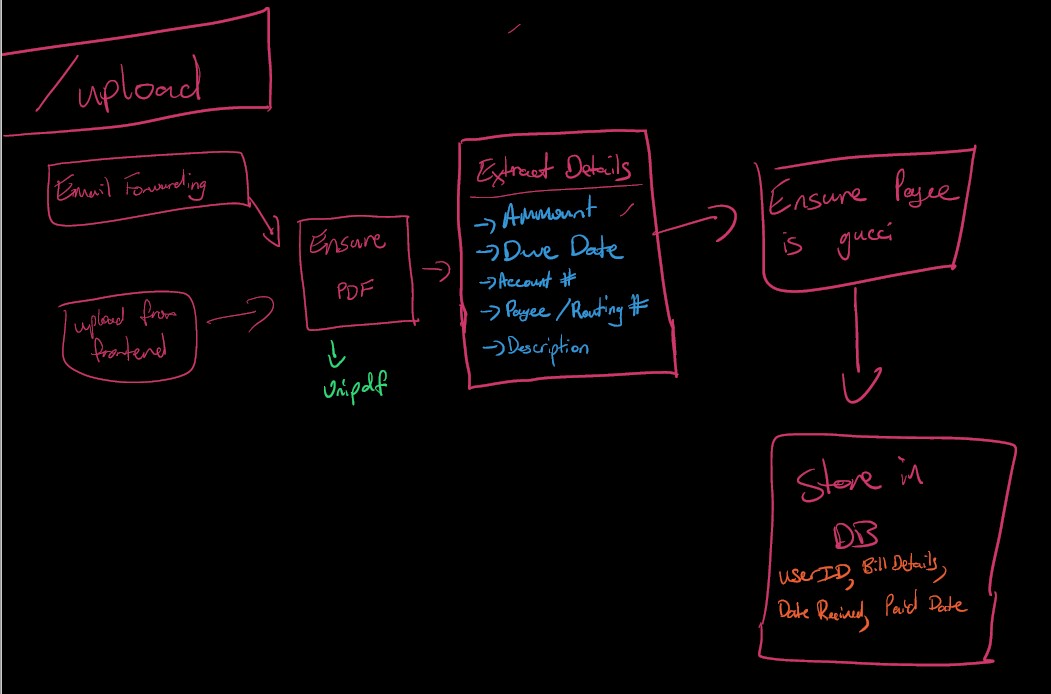 /upload
Email Forwarding
upload from
frontend
Ensure
PDF
Unipdf
Extract Details
→ Ammount
→ Due Date
→ Account #
→ Payee / Routing #
→ Description
Ensure Payee
is gucci
Store in
DB
userID, Bill Details,
Date Recieved, Paid Date